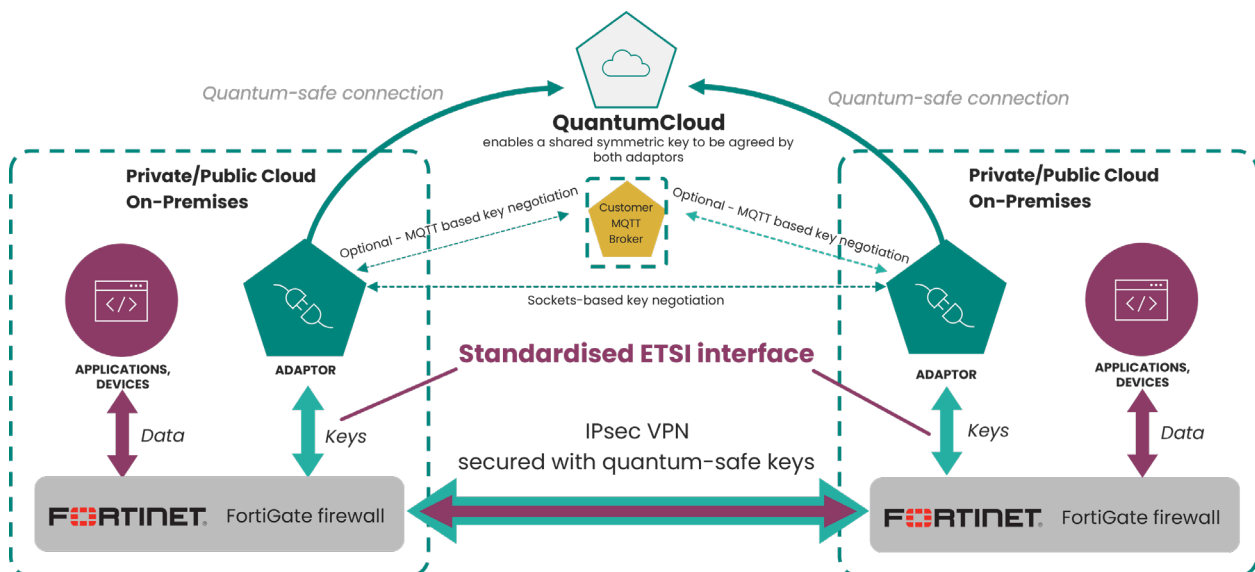 Quantum-safe connection
Quantum-safe connection
QuantumCloud
enables a shared symmetric key to be agreed by
both adaptors
Private/Public Cloud
On-Premises
Private/Public Cloud
On-Premises
Optional - MQTT based key negotiation
Customer
MQTT
Broker
Optional - MQTT based key negotiation
Sockets-based key negotiation
</>
</>
APPLICATIONS,
DEVICES
ADAPTOR
Standardised ETSI interface
ADAPTOR
APPLICATIONS,
DEVICES
Data
Keys
IPsec VPN
secured with quantum-safe keys
Keys
Data
FORTINET® FortiGate firewall
FORTINET® FortiGate firewall